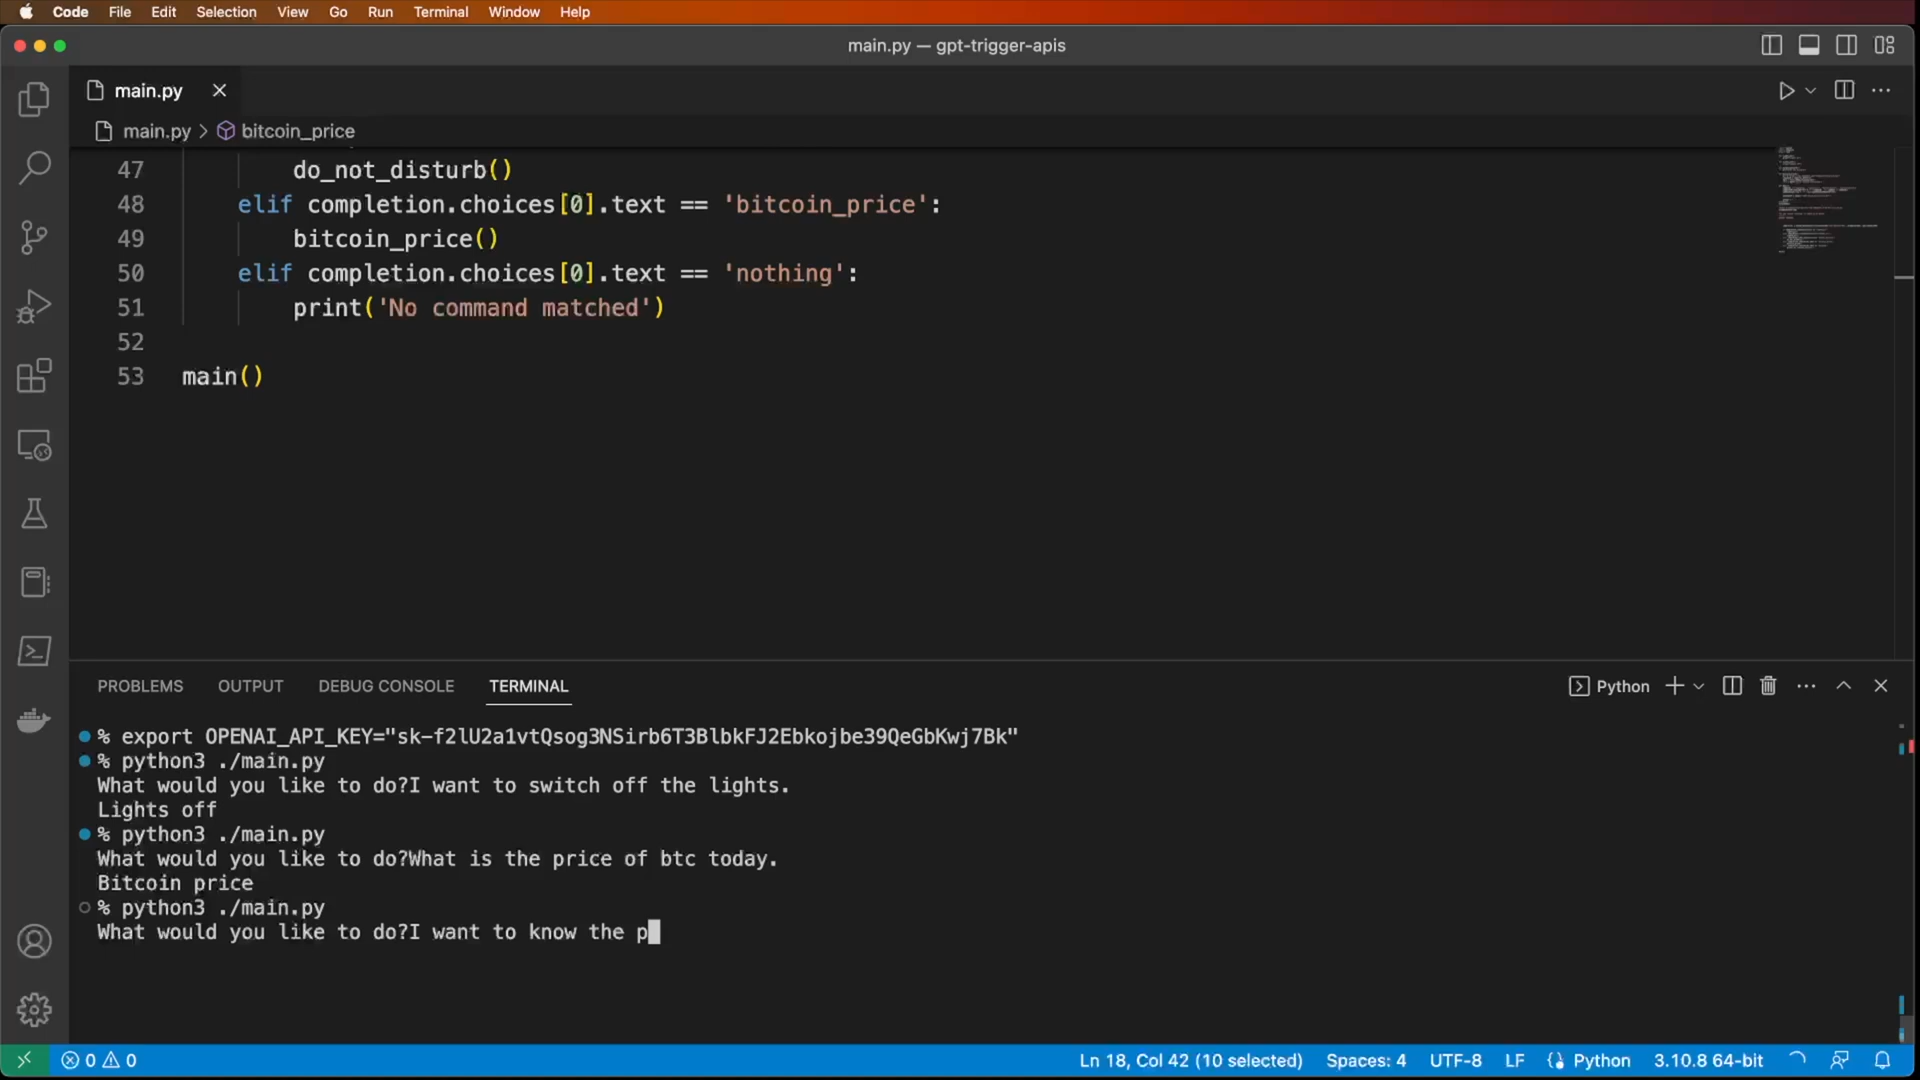 Code File Edit Selection View Go Run Terminal Window Help
main.py — gpt-trigger-apis
main.py
main.py > bitcoin_price
47 do_not_disturb()
48 elif completion.choices[0].text == 'bitcoin_price':
49 bitcoin_price()
50 elif completion.choices[0].text == 'nothing':
51 print('No command matched')
52
53 main()
PROBLEMS OUTPUT DEBUG CONSOLE TERMINAL
Python
% export OPENAI_API_KEY="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"
% python3 ./main.py
What would you like to do?I want to switch off the lights.
Lights off
% python3 ./main.py
What would you like to do?What is the price of btc today.
Bitcoin price
% python3 ./main.py
What would you like to do?I want to know the p
0 0 Ln 18, Col 42 (10 selected) Spaces: 4 UTF-8 LF Python 3.10.8 64-bit